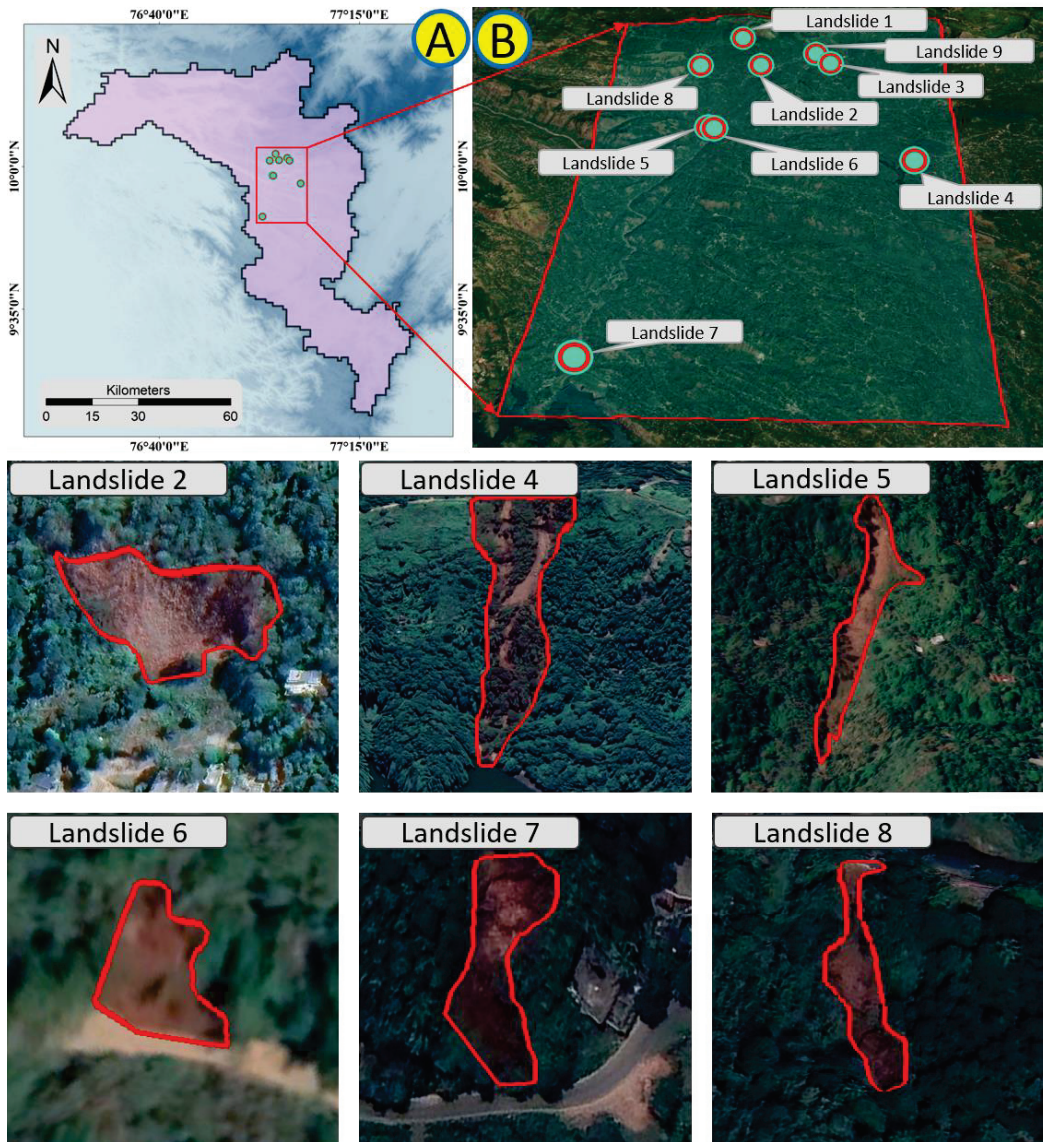 76°40'0"E 77°15'0"E
A B
N
10°0'0"N
9°35'0"N
10°0'0"N
9°35'0"N
Kilometers
0 15 30 60
76°40'0"E 77°15'0"E
Landslide 1
Landslide 9
Landslide 8
Landslide 2
Landslide 3
Landslide 5
Landslide 6
Landslide 4
Landslide 7
Landslide 2
Landslide 4
Landslide 5
Landslide 6
Landslide 7
Landslide 8